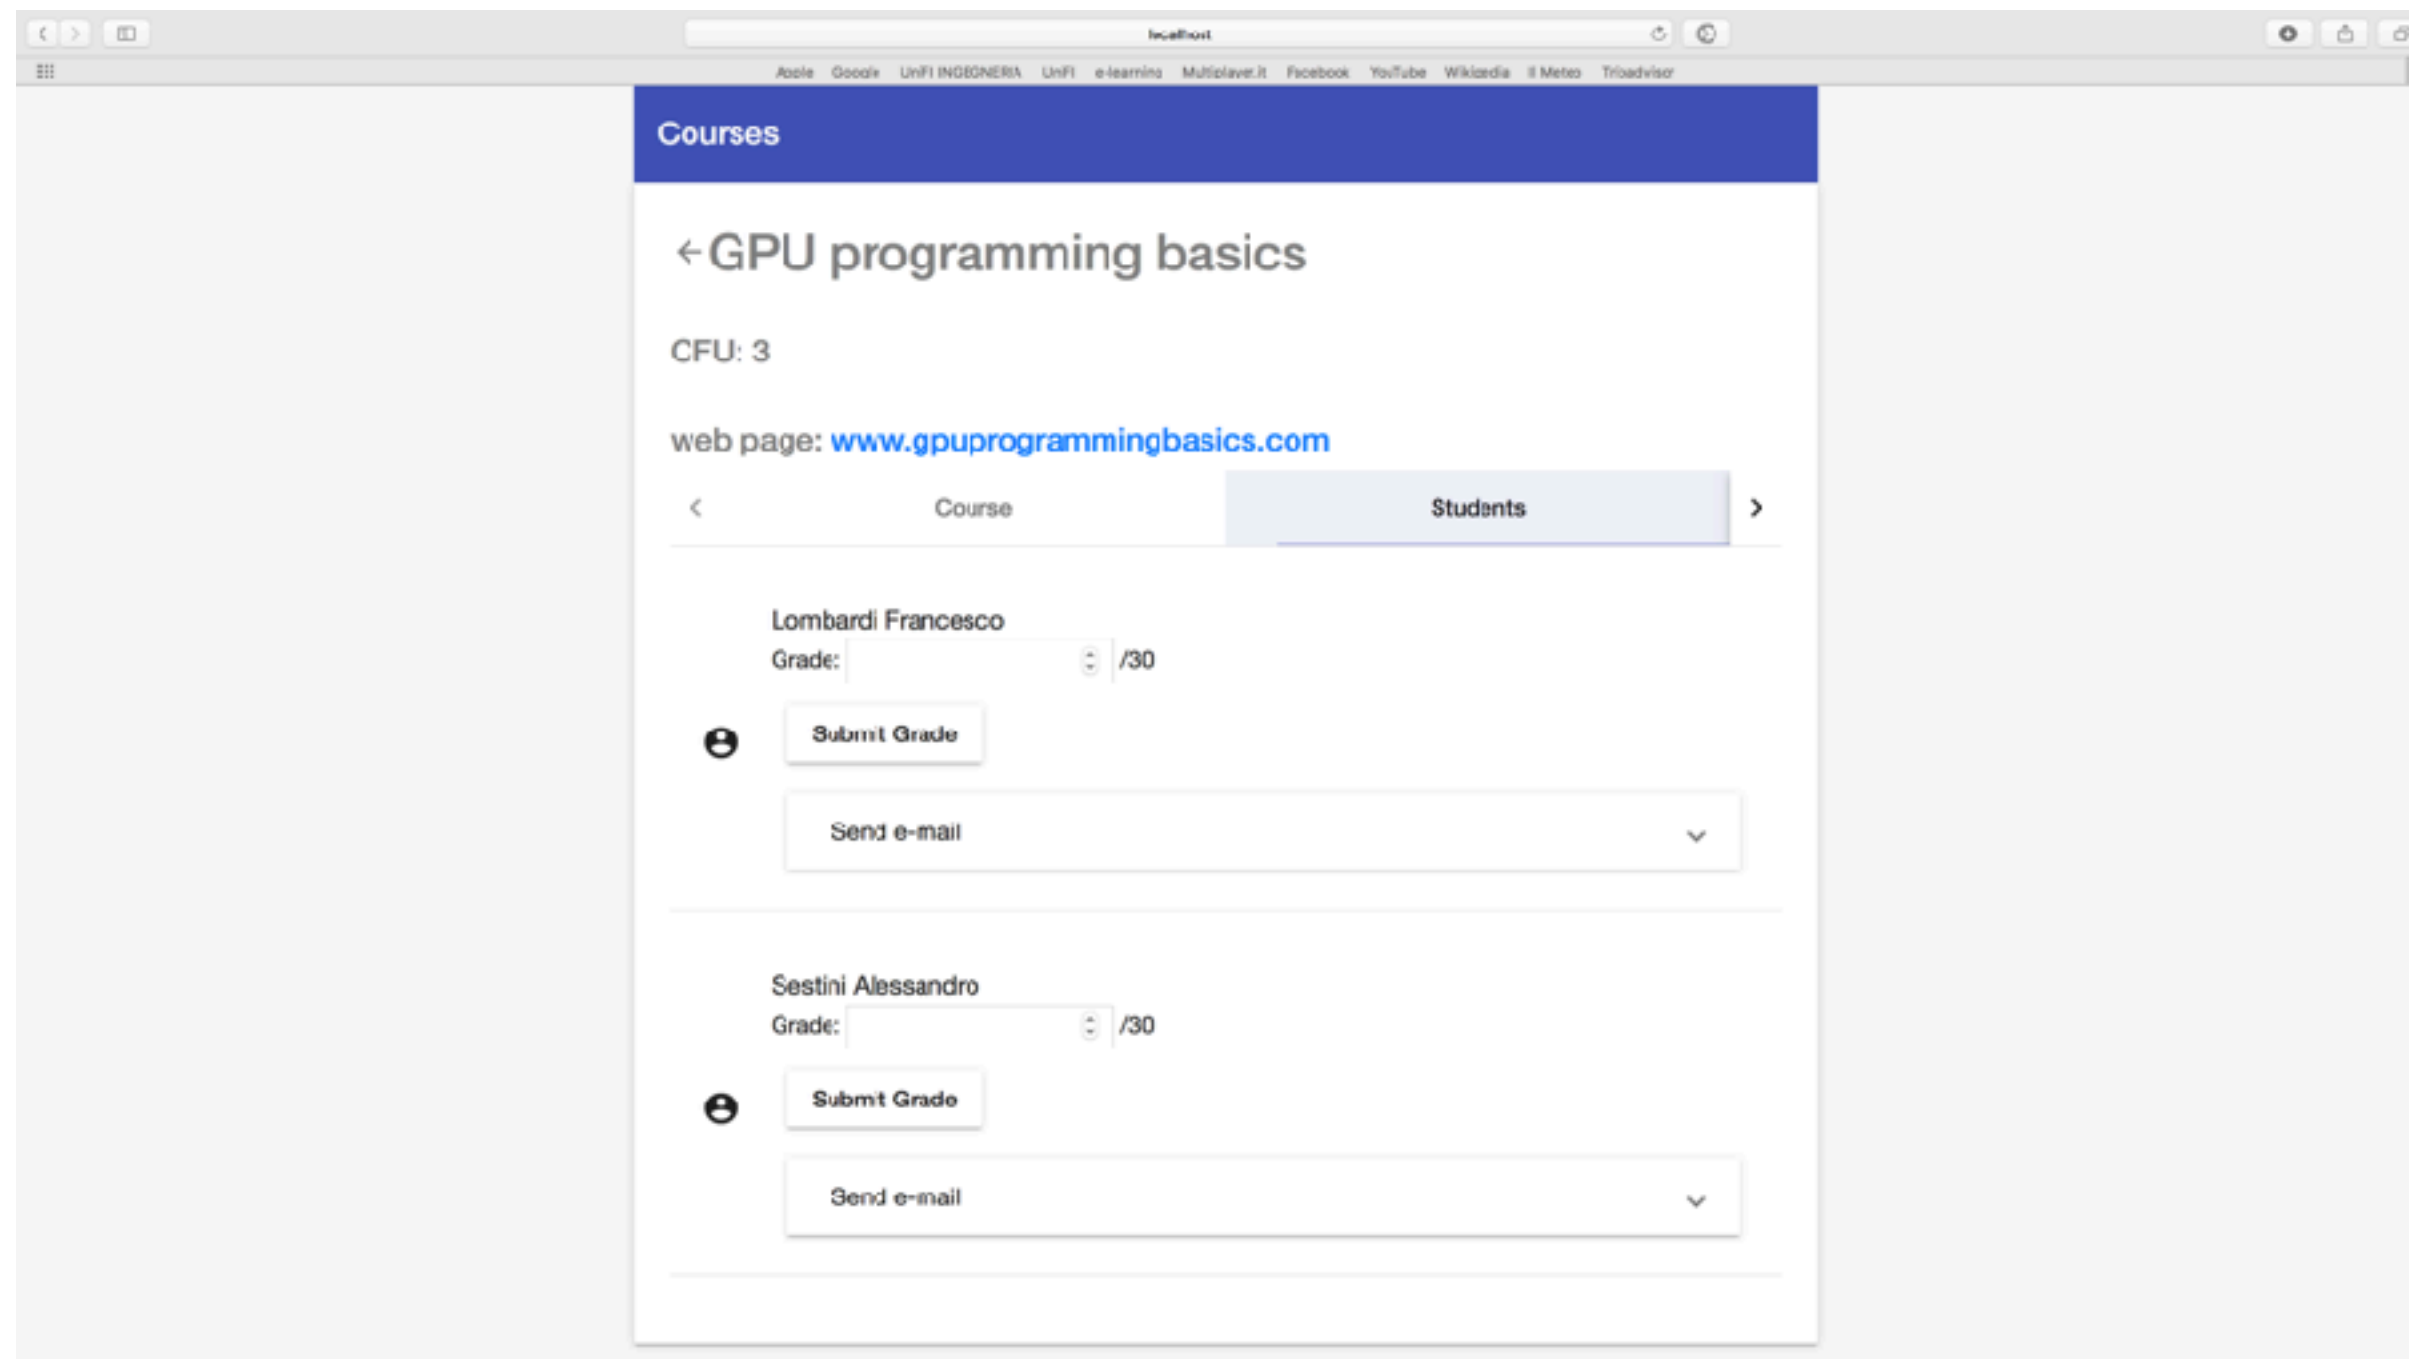 localhost
Apple Google UniFI INGEGNERIA UniFI e-learning Multiplayer.it Facebook YouTube Wikipedia Il Meteo Tripadvisor
Courses
←GPU programming basics
CFU: 3
web page: www.gpuprogrammingbasics.com
Course Students
Lombardi Francesco
Grade: /30
Submit Grade
Send e-mail
Sestini Alessandro
Grade: /30
Submit Grade
Send e-mail